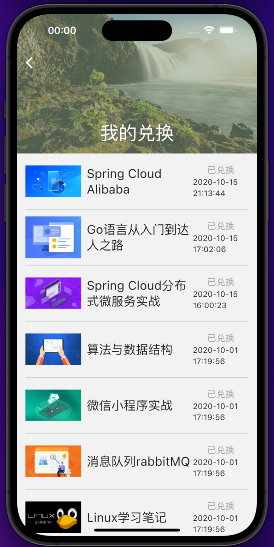 00:00
我的兑换
Spring Cloud
Alibaba
已兑换
2020-10-15
21:13:44
Go语言从入门到达
人之路
已兑换
2020-10-15
17:02:06
Spring Cloud分布
式微服务实战
已兑换
2020-10-15
16:00:23
算法与数据结构
已兑换
2020-10-01
17:19:56
微信小程序实战
已兑换
2020-10-01
17:19:56
消息队列rabbitMQ
已兑换
2020-10-01
17:19:56
LINUX
Linux学习笔记
已兑换
2020-10-01
17:19:56